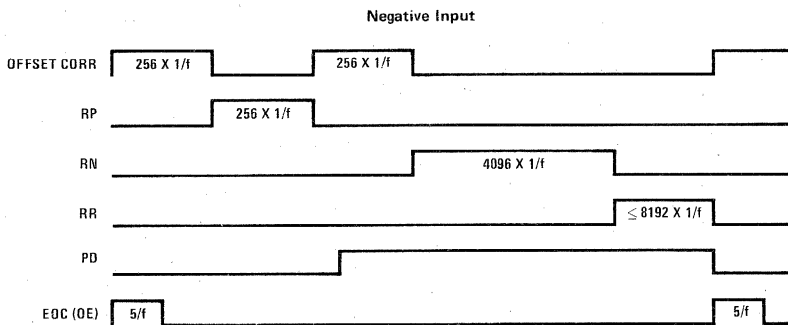 Negative Input
OFFSET CORR 256 X 1/f 256 X 1/f
RP 256 X 1/f
RN 4096 X 1/f
RR ≤ 8192 X 1/f
PD
EOC (OE) 5/f 5/f